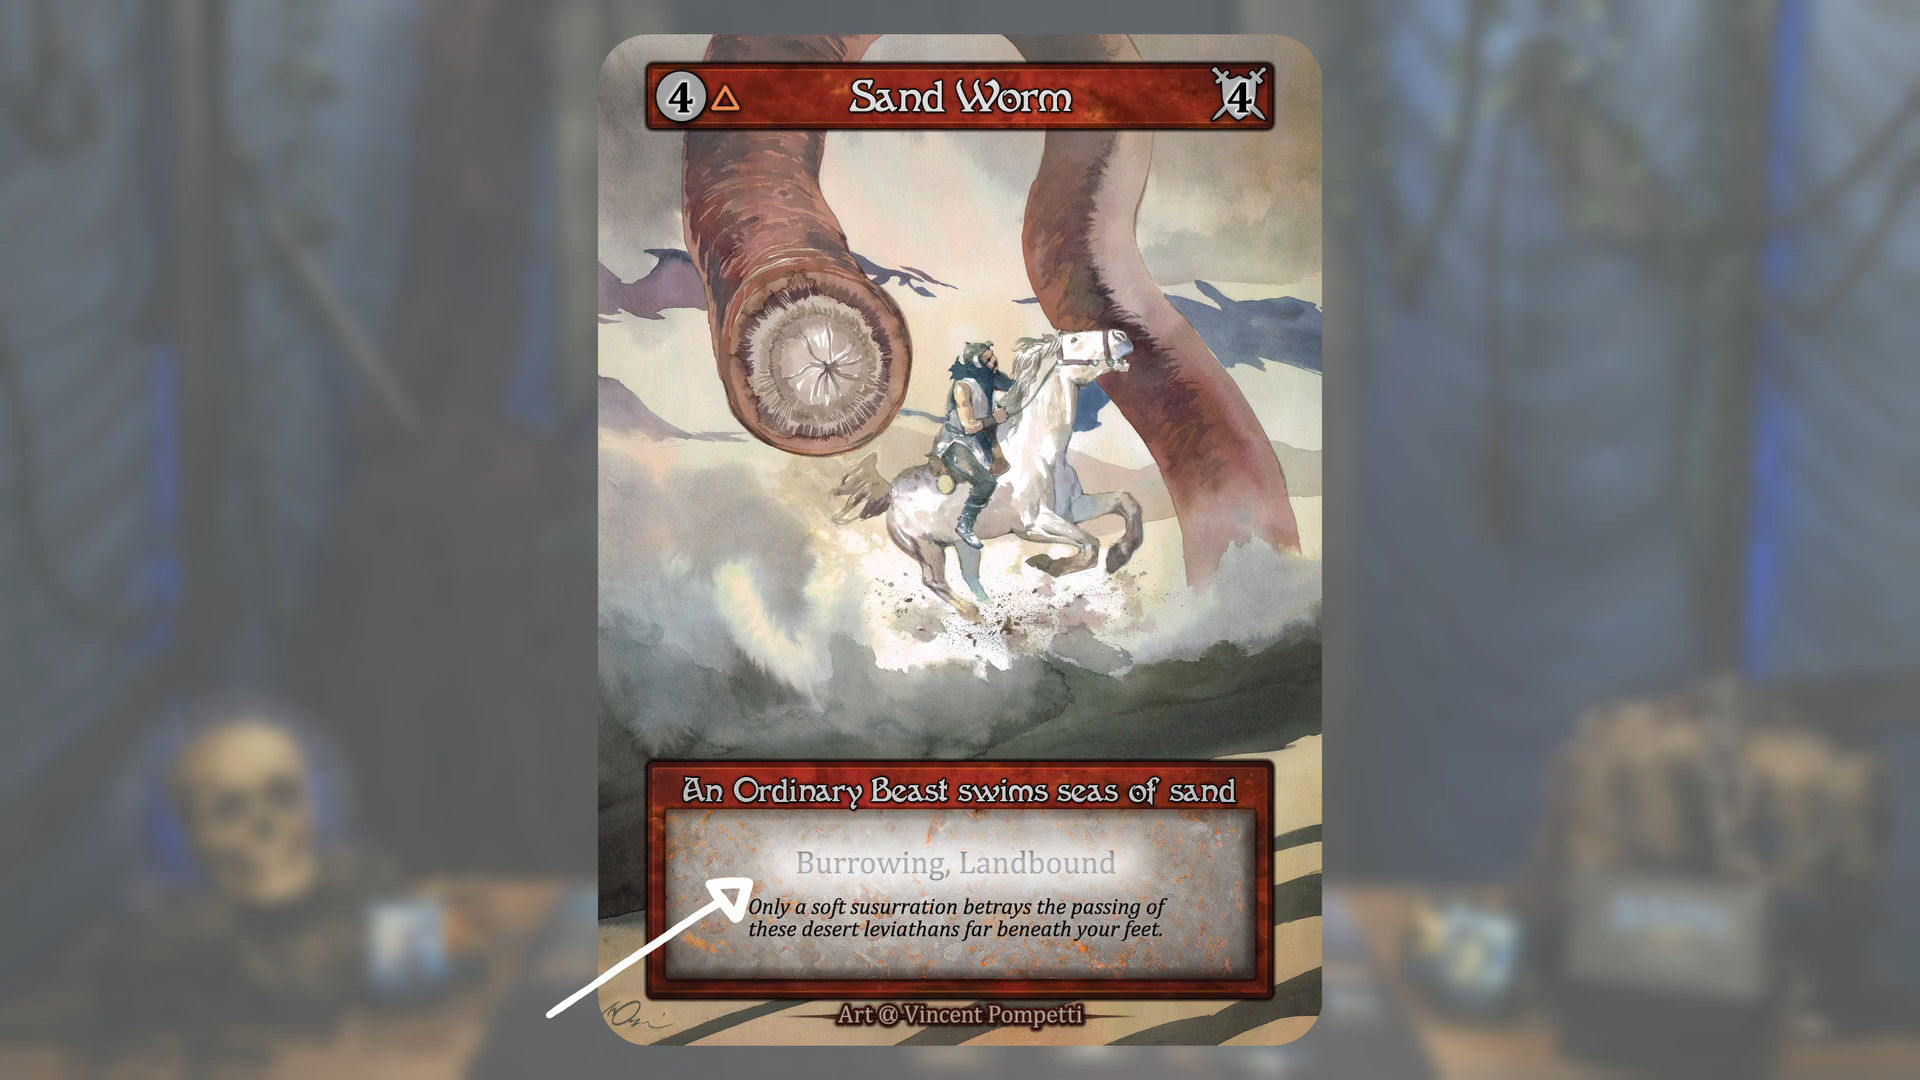 4 Sand Worm 4
An Ordinary Beast swims seas of sand
Burrowing, Landbound
Only a soft susurration betrays the passing of
these desert leviathans far beneath your feet.
Art @ Vincent Pompetti